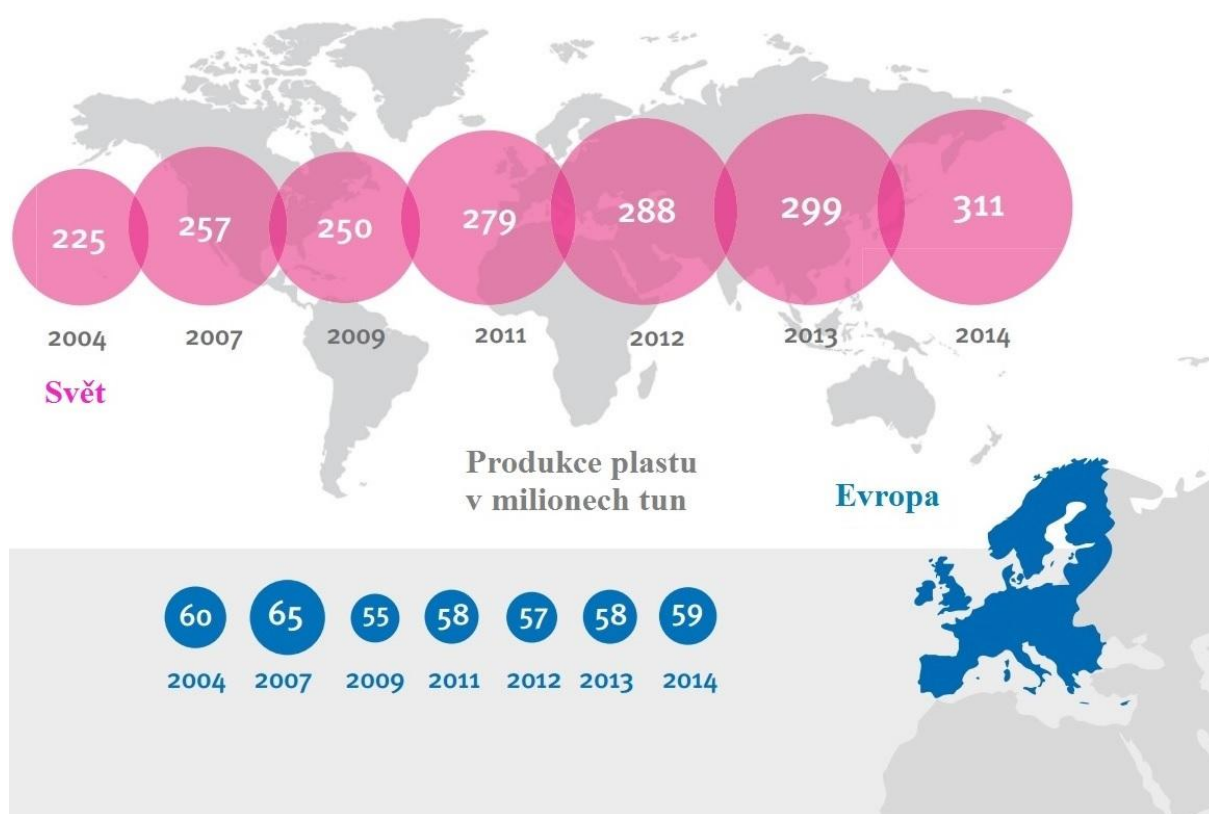 225 257 250 279 288 299 311
2004 2007 2009 2011 2012 2013 2014
Svět
Produkce plastu
v milionech tun
Evropa
60 65 55 58 57 58 59
2004 2007 2009 2011 2012 2013 2014